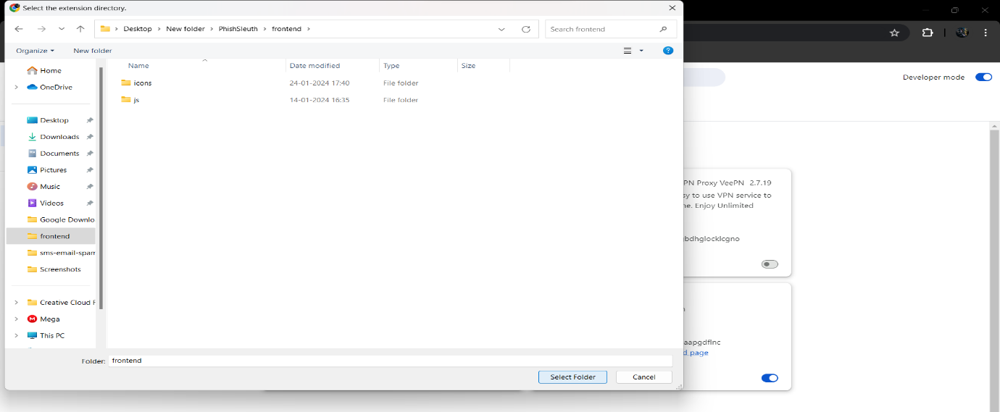 Select the extension directory.
Desktop > New folder > PhishSleuth > frontend >
Search frontend
Organize
New folder
Developer mode
Name
Date modified
Type
Size
Home
OneDrive
icons
24-01-2024 17:40
File folder
js
14-01-2024 16:35
File folder
Desktop
Downloads
Documents
Pictures
Music
Videos
Google Downlo
frontend
sms-email-spam
Screenshots
Creative Cloud F
Mega
This PC
PN Proxy VeePN 2.7.19
sy to use VPN service to
ne. Enjoy Unlimited
bdhglocklcgno
aapgdflnc
d page
Folder: frontend
Select Folder
Cancel